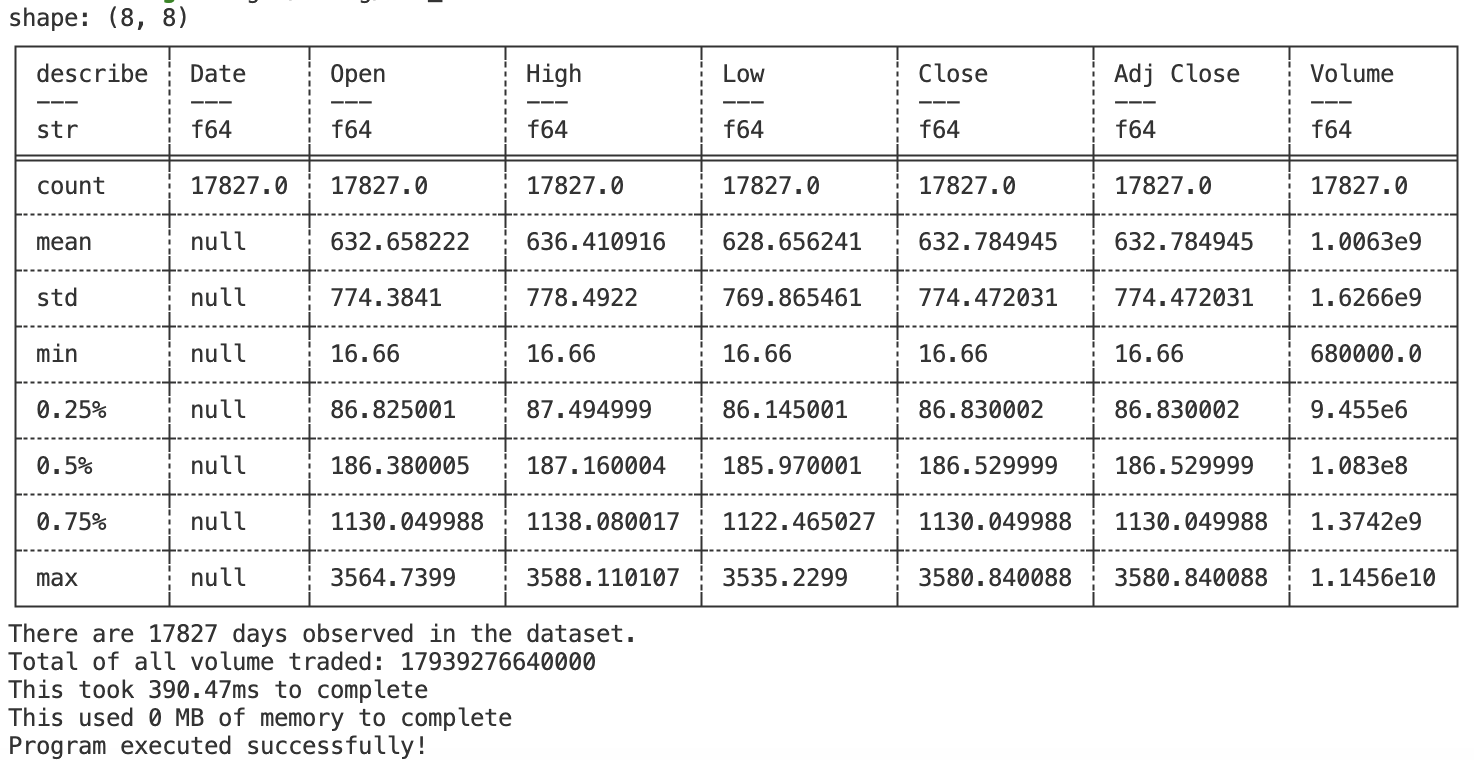 shape: (8, 8)
describe Date Open High Low Close Adj Close Volume
--- --- --- --- --- --- --- ---
str f64 f64 f64 f64 f64 f64 f64
count 17827.0 17827.0 17827.0 17827.0 17827.0 17827.0 17827.0
mean null 632.658222 636.410916 628.656241 632.784945 632.784945 1.0063e9
std null 774.3841 778.4922 769.865461 774.472031 774.472031 1.6266e9
min null 16.66 16.66 16.66 16.66 16.66 680000.0
0.25% null 86.825001 87.494999 86.145001 86.830002 86.830002 9.455e6
0.5% null 186.380005 187.160004 185.970001 186.529999 186.529999 1.083e8
0.75% null 1130.049988 1138.080017 1122.465027 1130.049988 1130.049988 1.3742e9
max null 3564.7399 3588.110107 3535.2299 3580.840088 3580.840088 1.1456e10
There are 17827 days observed in the dataset.
Total of all volume traded: 17939276640000
This took 390.47ms to complete
This used 0 MB of memory to complete
Program executed successfully!